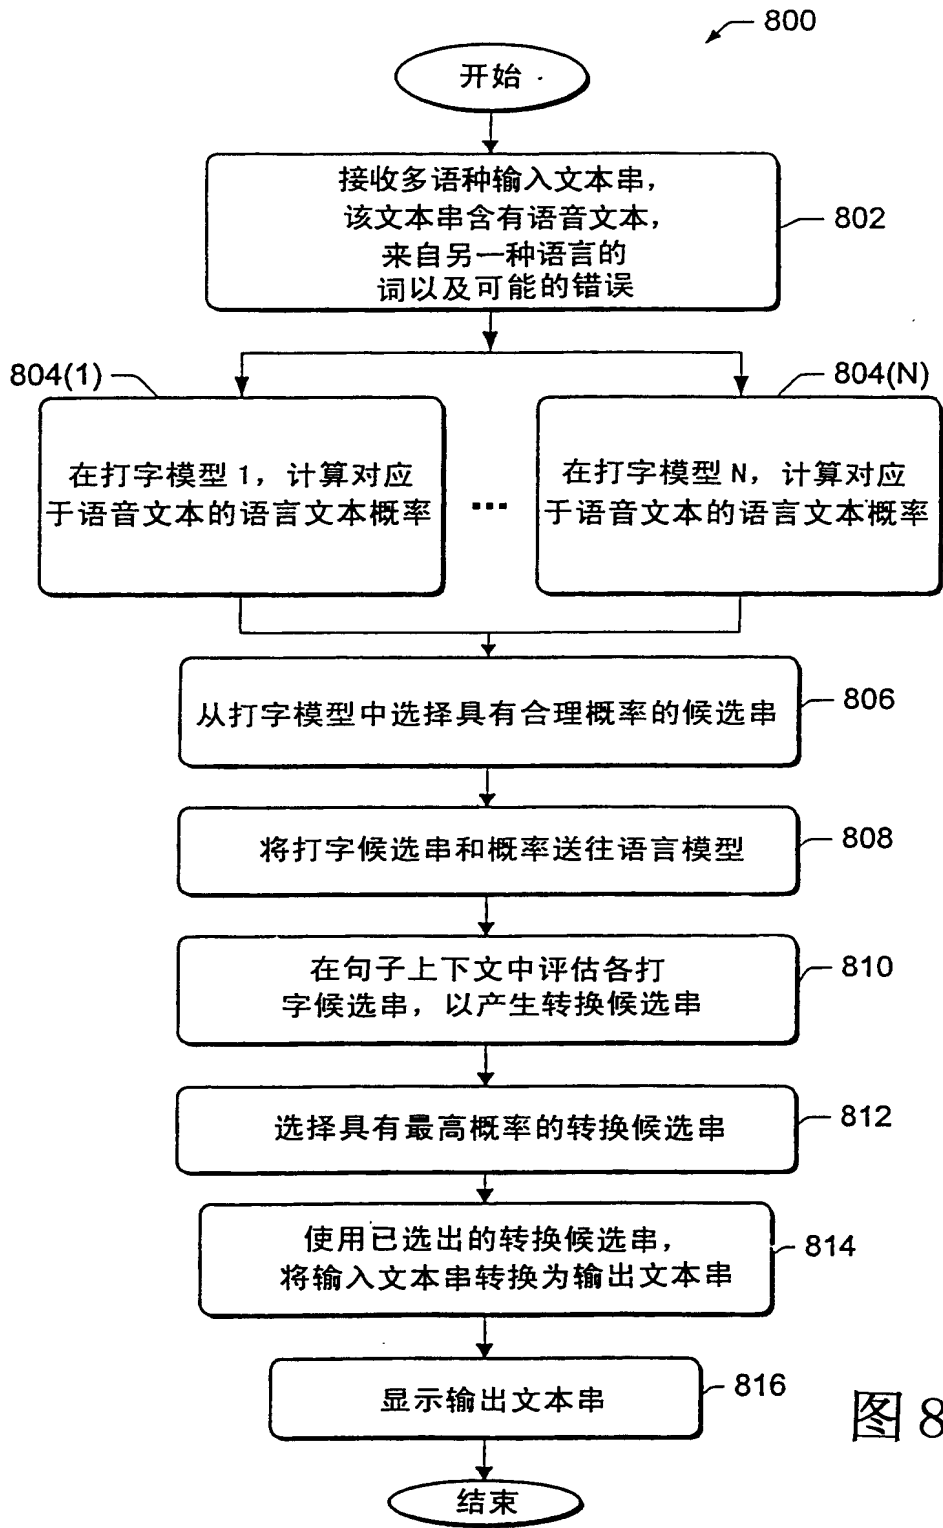 800
开始
接收多语种输入文本串，
该文本串含有语音文本，
来自另一种语言的
词以及可能的错误
802
804(1)
804(N)
在打字模型 1，计算对应
于语音文本的语言文本概率
...
在打字模型 N，计算对应
于语音文本的语言文本概率
从打字模型中选择具有合理概率的候选串
806
将打字候选串和概率送往语言模型
808
在句子上下文中评估各打
字候选串，以产生转换候选串
810
选择具有最高概率的转换候选串
812
使用已选出的转换候选串，
将输入文本串转换为输出文本串
814
显示输出文本串
816
图 8
结束